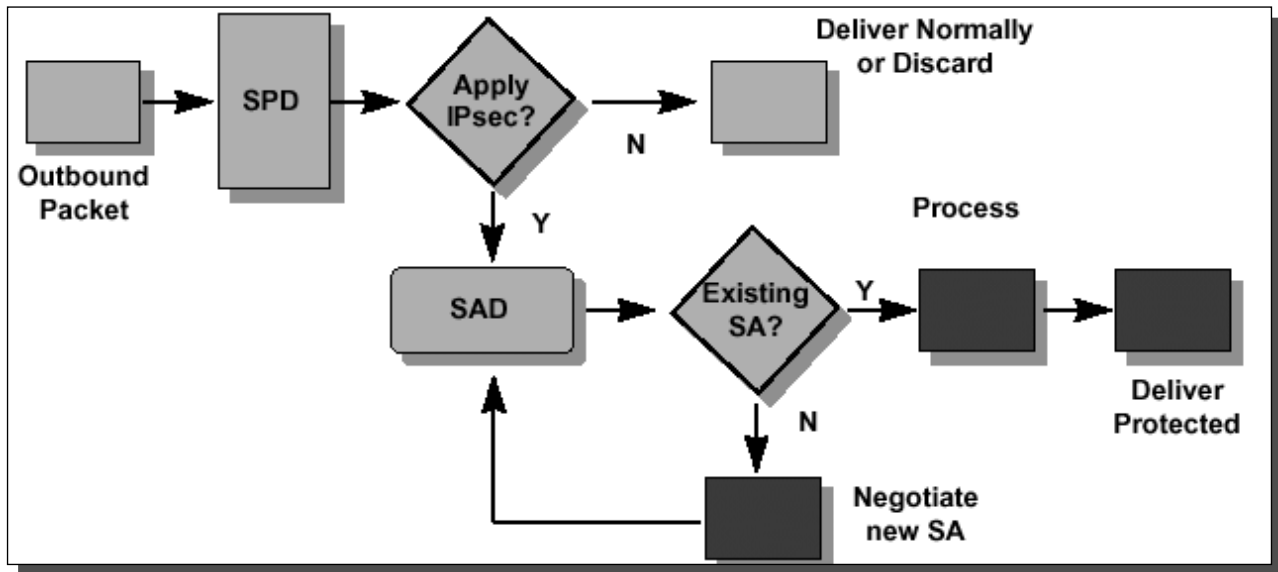 Deliver Normally
or Discard
SPD
Apply
IPsec?
N
Outbound
Packet
Y
Process
SAD
Existing
SA?
Y
Deliver
Protected
N
Negotiate
new SA